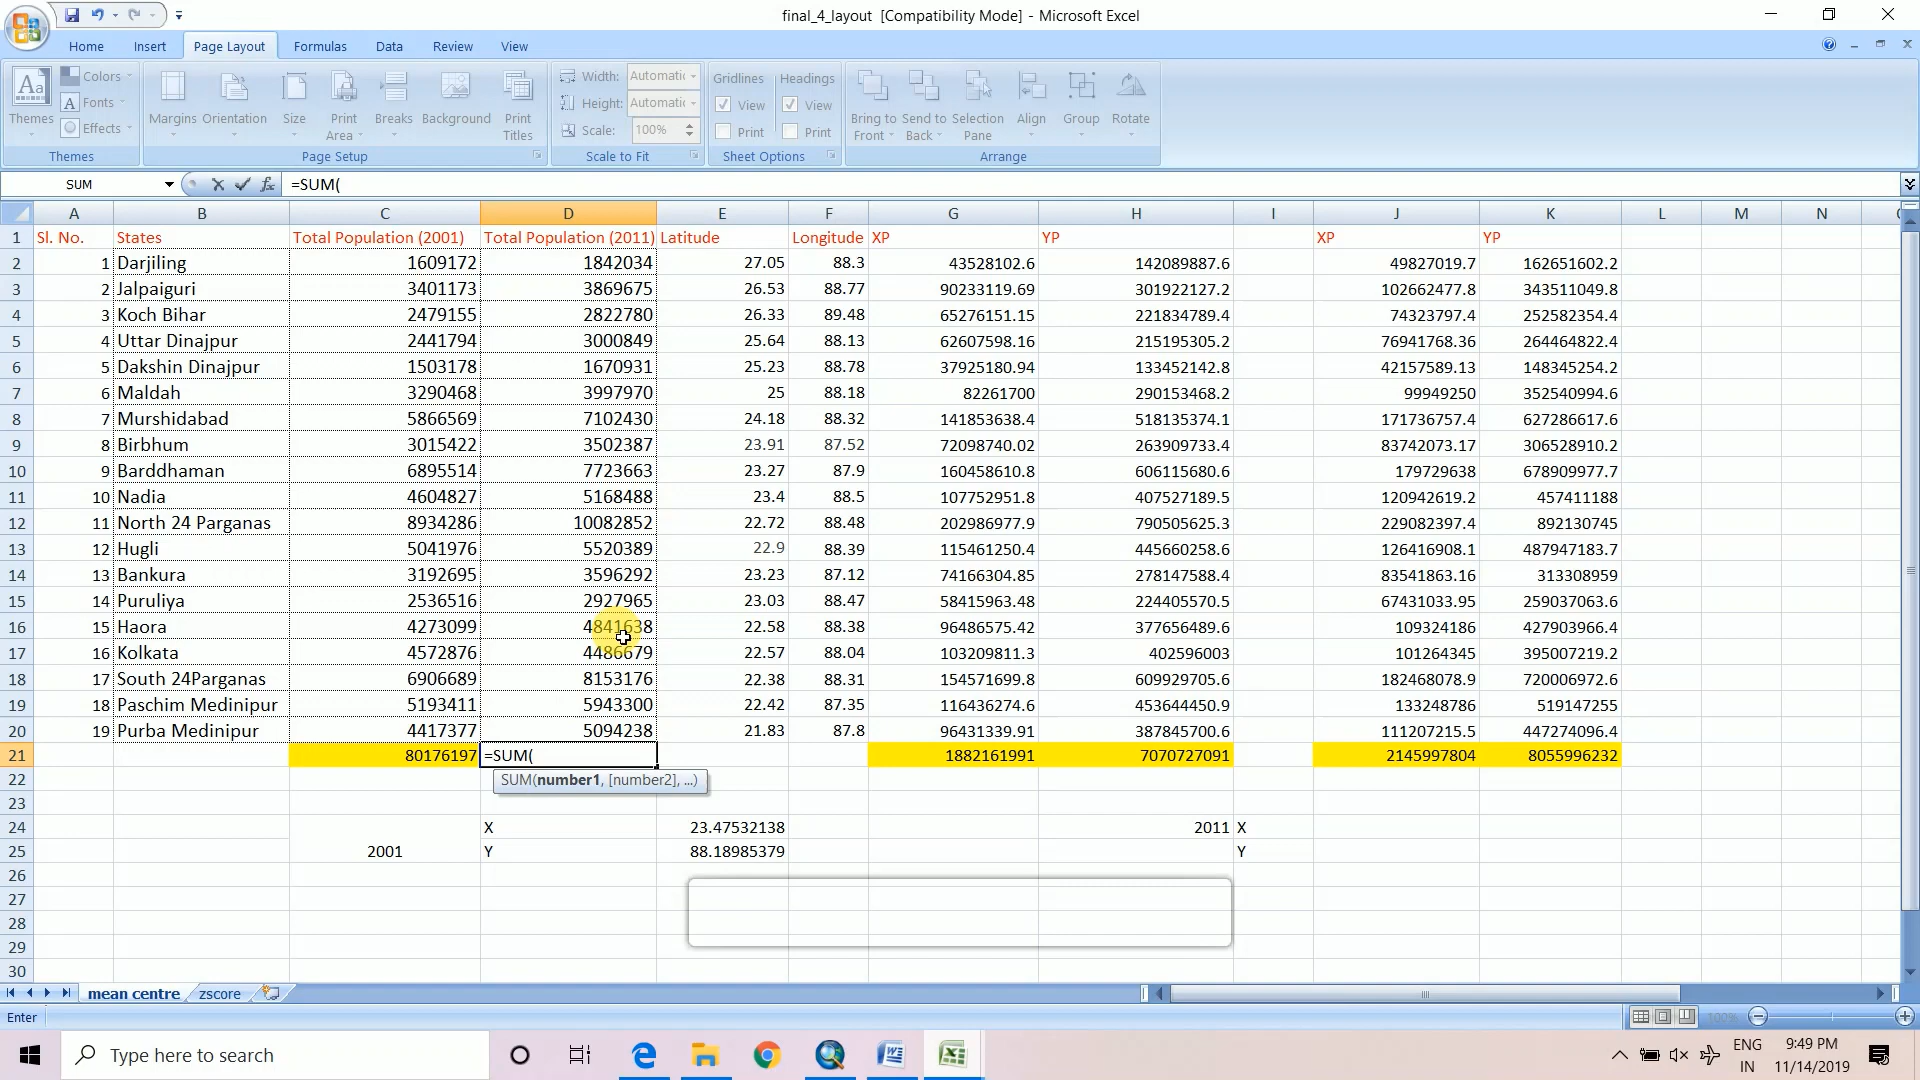 final_4_layout [Compatibility Mode] - Microsoft Excel
Home Insert Page Layout Formulas Data Review View
Themes Colors Fonts Effects Themes
Margins Orientation Size Print Area Breaks Background Print Titles Page Setup
Width: Automatic Height: Automatic Scale: 100% Scale to Fit
Gridlines View Print Headings View Print Sheet Options
Bring to Front Send to Back Selection Pane Align Group Rotate Arrange
SUM =SUM(
A B C D E F G H I J K L M N
1 Sl. No. States Total Population (2001) Total Population (2011) Latitude Longitude XP YP XP YP
2 1 Darjiling 1609172 1842034 27.05 88.3 43528102.6 142089887.6 49827019.7 162651602.2
3 2 Jalpaiguri 3401173 3869675 26.53 88.77 90233119.69 301922127.2 102662477.8 343511049.8
4 3 Koch Bihar 2479155 2822780 26.33 89.48 65276151.15 221834789.4 74323797.4 252582354.4
5 4 Uttar Dinajpur 2441794 3000849 25.64 88.13 62607598.16 215195305.2 76941768.36 264464822.4
6 5 Dakshin Dinajpur 1503178 1670931 25.23 88.78 37925180.94 133452142.8 42157589.13 148345254.2
7 6 Maldah 3290468 3997970 25 88.18 82261700 290153468.2 99949250 352540994.6
8 7 Murshidabad 5866569 7102430 24.18 88.32 141853638.4 518135374.1 171736757.4 627286617.6
9 8 Birbhum 3015422 3502387 23.91 87.52 72098740.02 263909733.4 83742073.17 306528910.2
10 9 Barddhaman 6895514 7723663 23.27 87.9 160458610.8 606115680.6 179729638 678909977.7
11 10 Nadia 4604827 5168488 23.4 88.5 107752951.8 407527189.5 120942619.2 457411188
12 11 North 24 Parganas 8934286 10082852 22.72 88.48 202986977.9 790505625.3 229082397.4 892130745
13 12 Hugli 5041976 5520389 22.9 88.39 115461250.4 445660258.6 126416908.1 487947183.7
14 13 Bankura 3192695 3596292 23.23 87.12 74166304.85 278147588.4 83541863.16 313308959
15 14 Puruliya 2536516 2927965 23.03 88.47 58415963.48 224405570.5 67431033.95 259037063.6
16 15 Haora 4273099 4841638 22.58 88.38 96486575.42 377656489.6 109324186 427903966.4
17 16 Kolkata 4572876 4486679 22.57 88.04 103209811.3 402596003 101264345 395007219.2
18 17 South 24Parganas 6906689 8153176 22.38 88.31 154571699.8 609929705.6 182468078.9 720006972.6
19 18 Paschim Medinipur 5193411 5943300 22.42 87.35 116436274.6 453644450.9 133248786 519147255
20 19 Purba Medinipur 4417377 5094238 21.83 87.8 96431339.91 387845700.6 111207215.5 447274096.4
21 80176197 =SUM( 1882161991 7070727091 2145997804 8055996232
22 SUM(number1, [number2], ...)
23
24 X 23.47532138 2011 X
25 2001 Y 88.18985379 Y
26
27
28
29
30
mean centre zscore
Enter 100%
Type here to search ENG IN 9:49 PM 11/14/2019